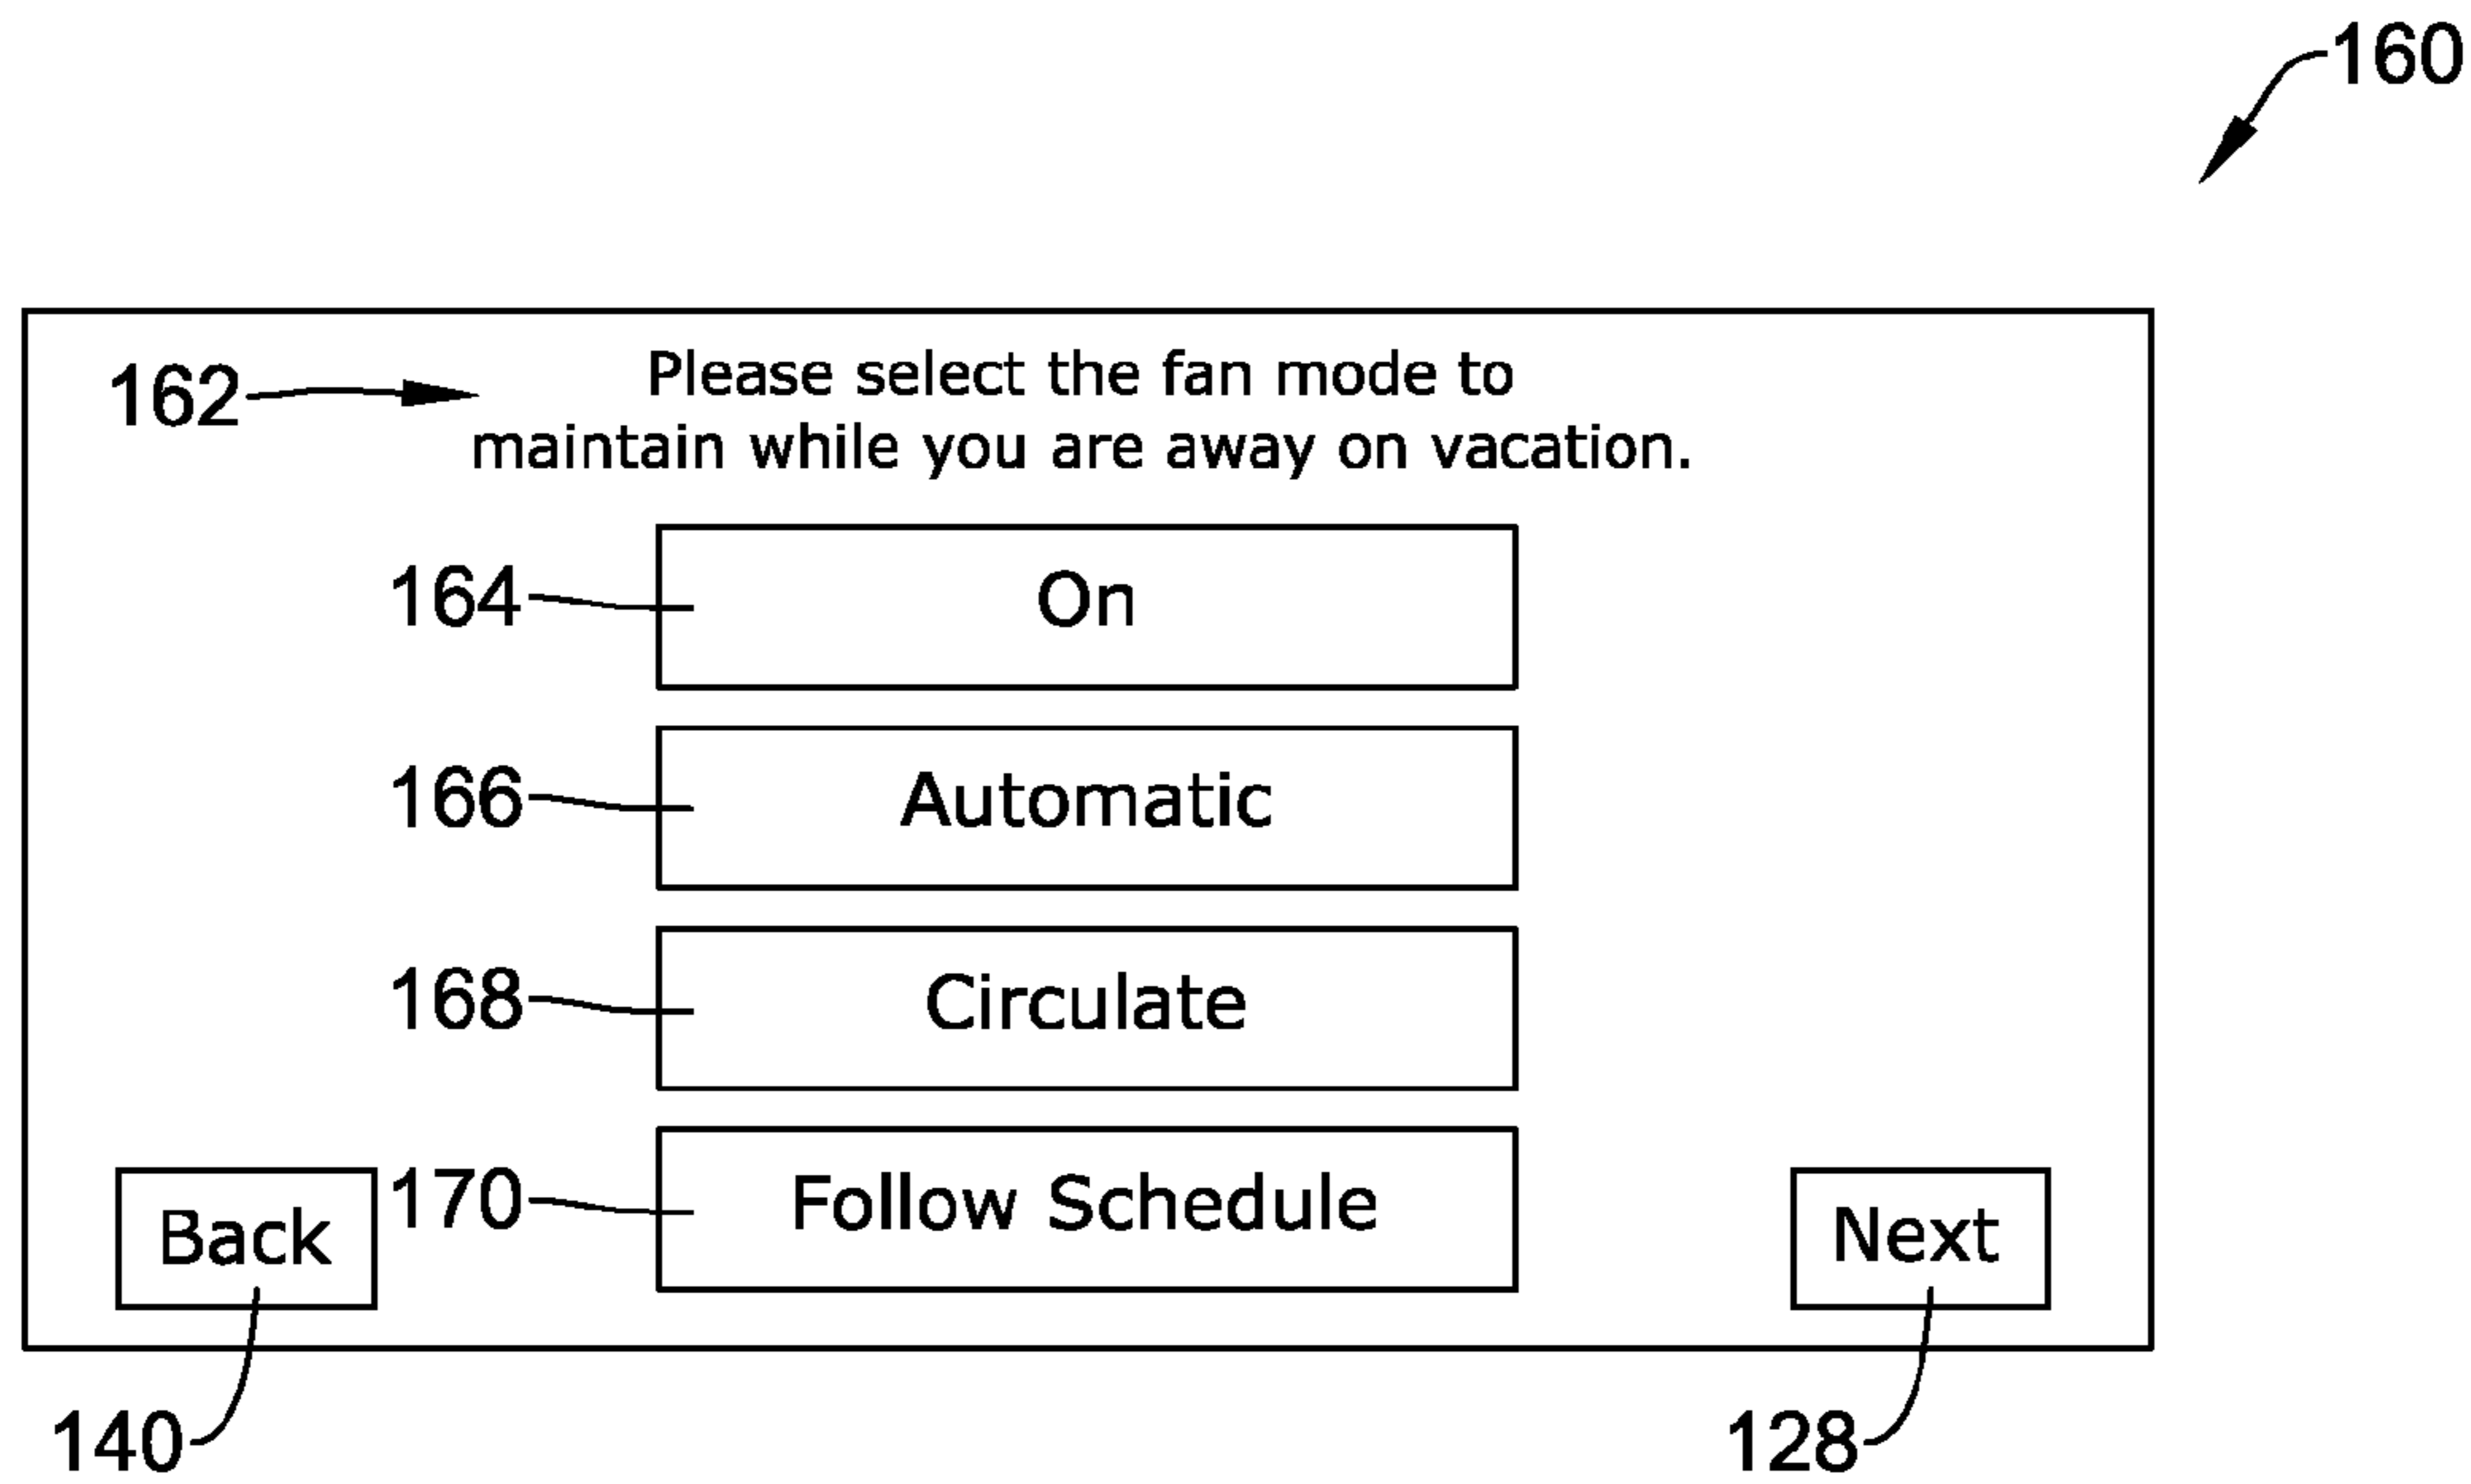 160
162 Please select the fan mode to
maintain while you are away on vacation.
164 On
166 Automatic
168 Circulate
170 Follow Schedule
Back Next
140 128